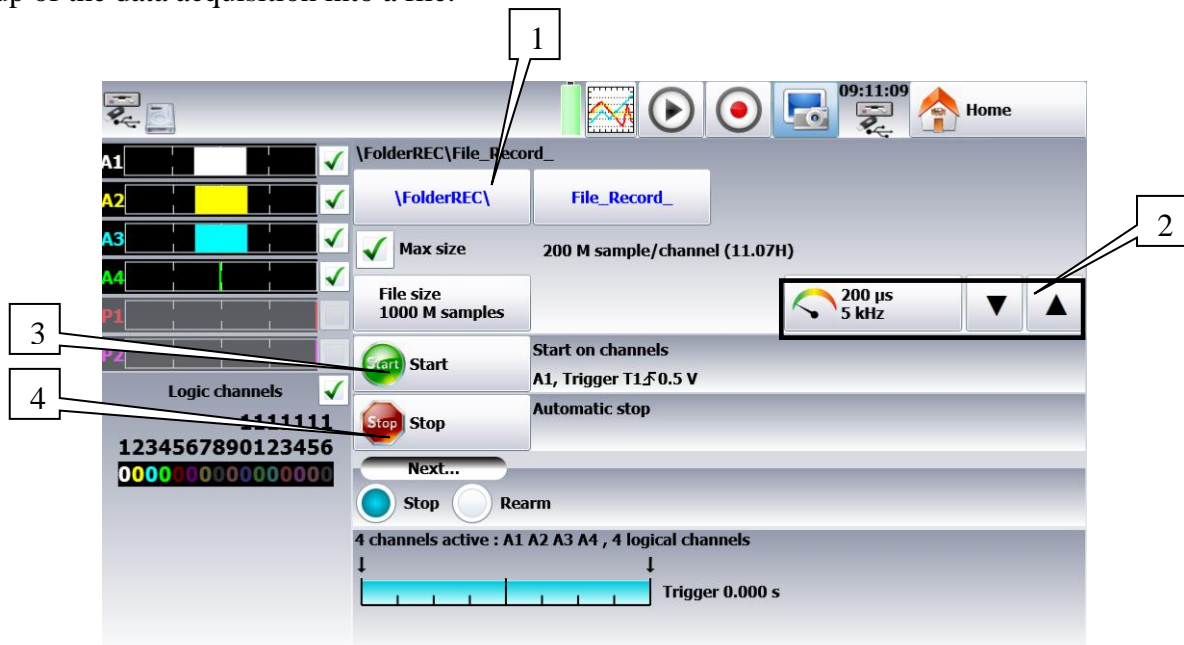 up of the data acquisition into a file.
1
09:11:09
Home
A1
\FolderREC\File_Record_
A2
\FolderREC\
File_Record_
2
A3
Max size
200 M sample/channel (11.07H)
A4
File size
1000 M samples
200 µs
5 kHz
P1
3
P2
Start
Start
Start on channels
A1, Trigger T1 0.5 V
Logic channels
4
Stop
Stop
Automatic stop
1111111
1234567890123456
0000000000000000
Next...
Stop
Rearm
4 channels active : A1 A2 A3 A4 , 4 logical channels
Trigger 0.000 s